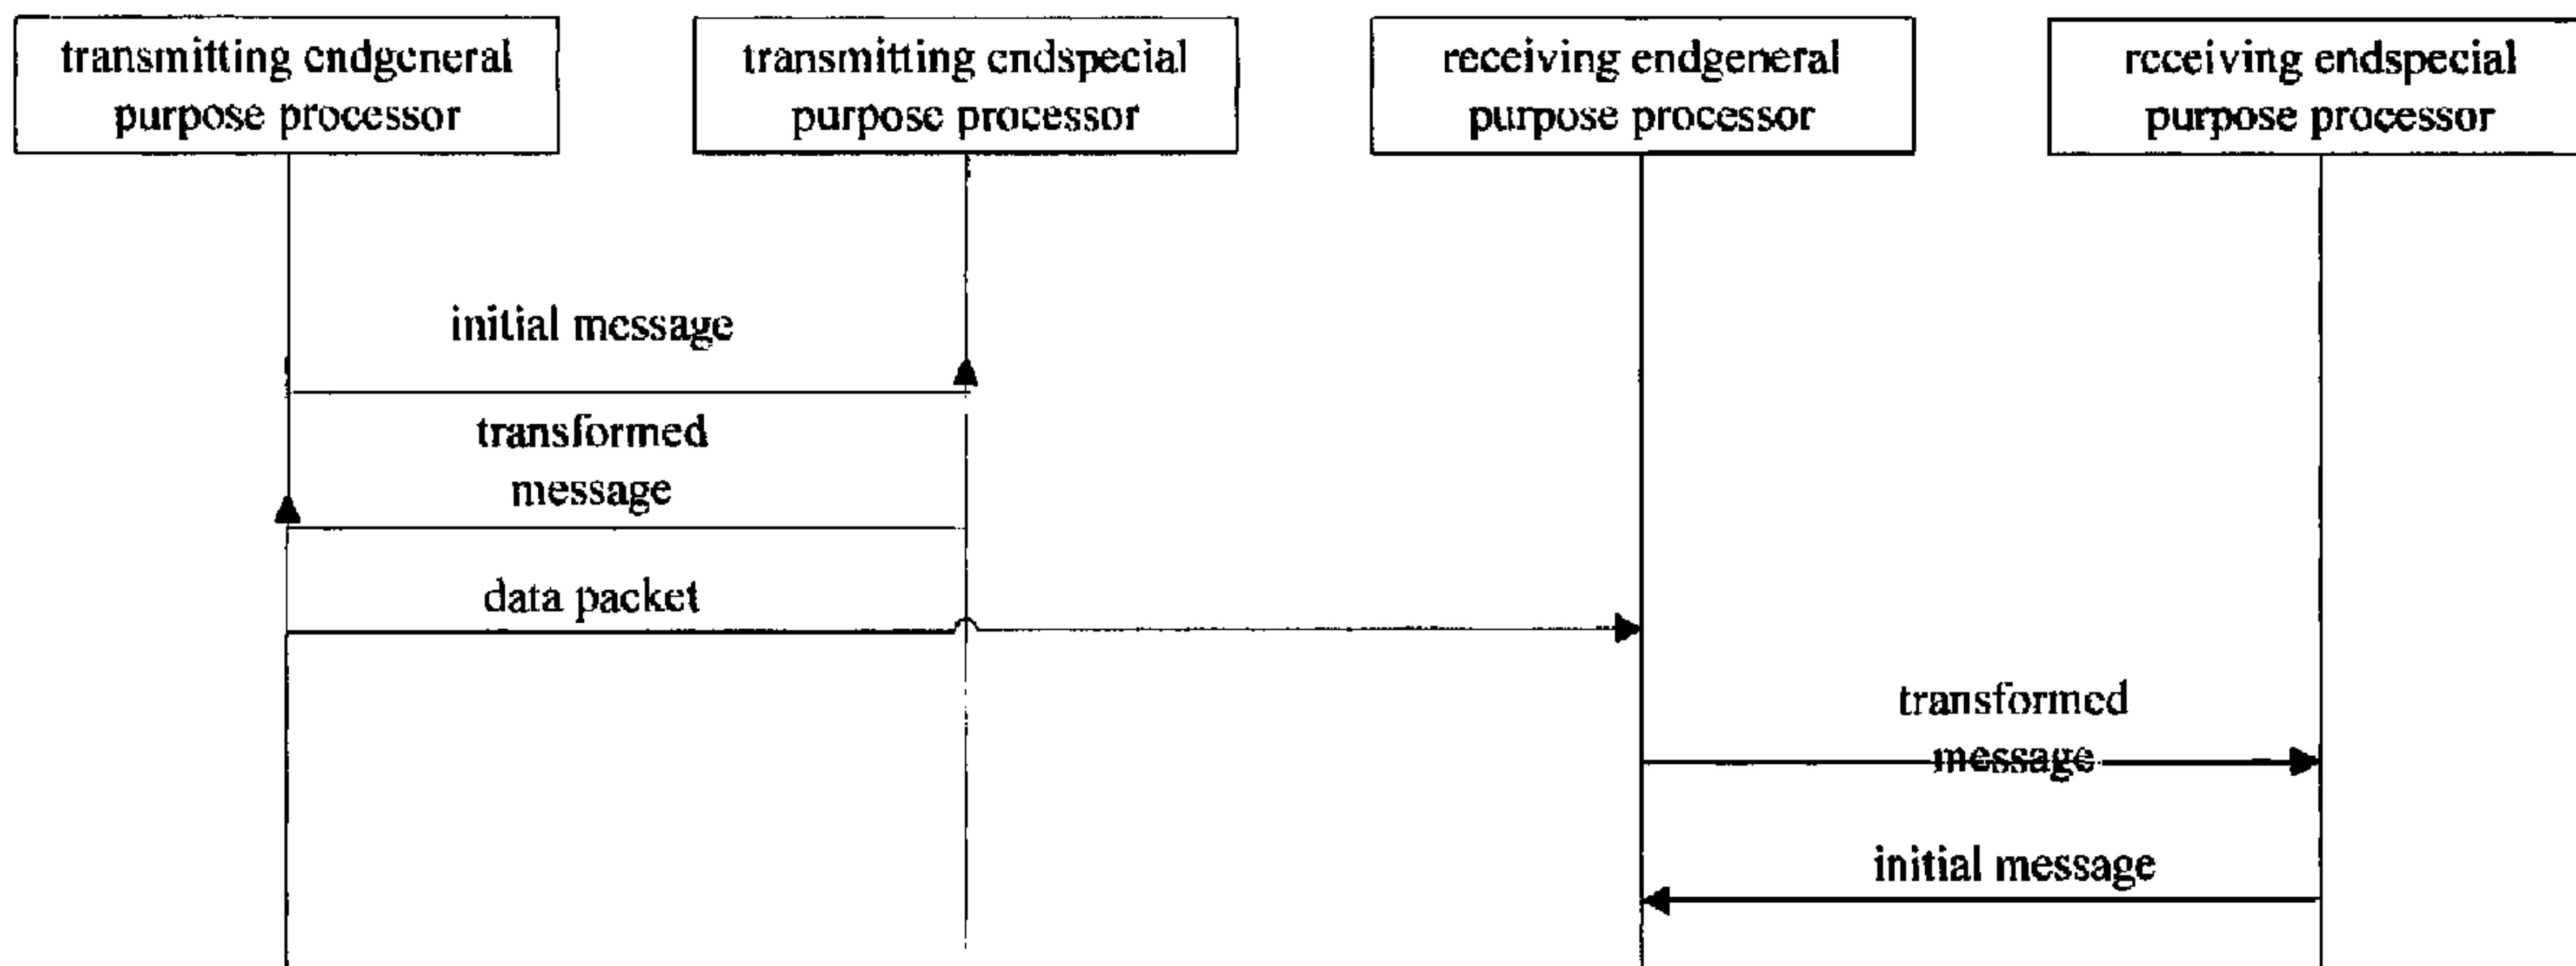 transmitting endgeneral
purpose processor
transmitting endspecial
purpose processor
receiving endgeneral
purpose processor
receiving endspecial
purpose processor
initial message
transformed
message
data packet
transformed
message
initial message